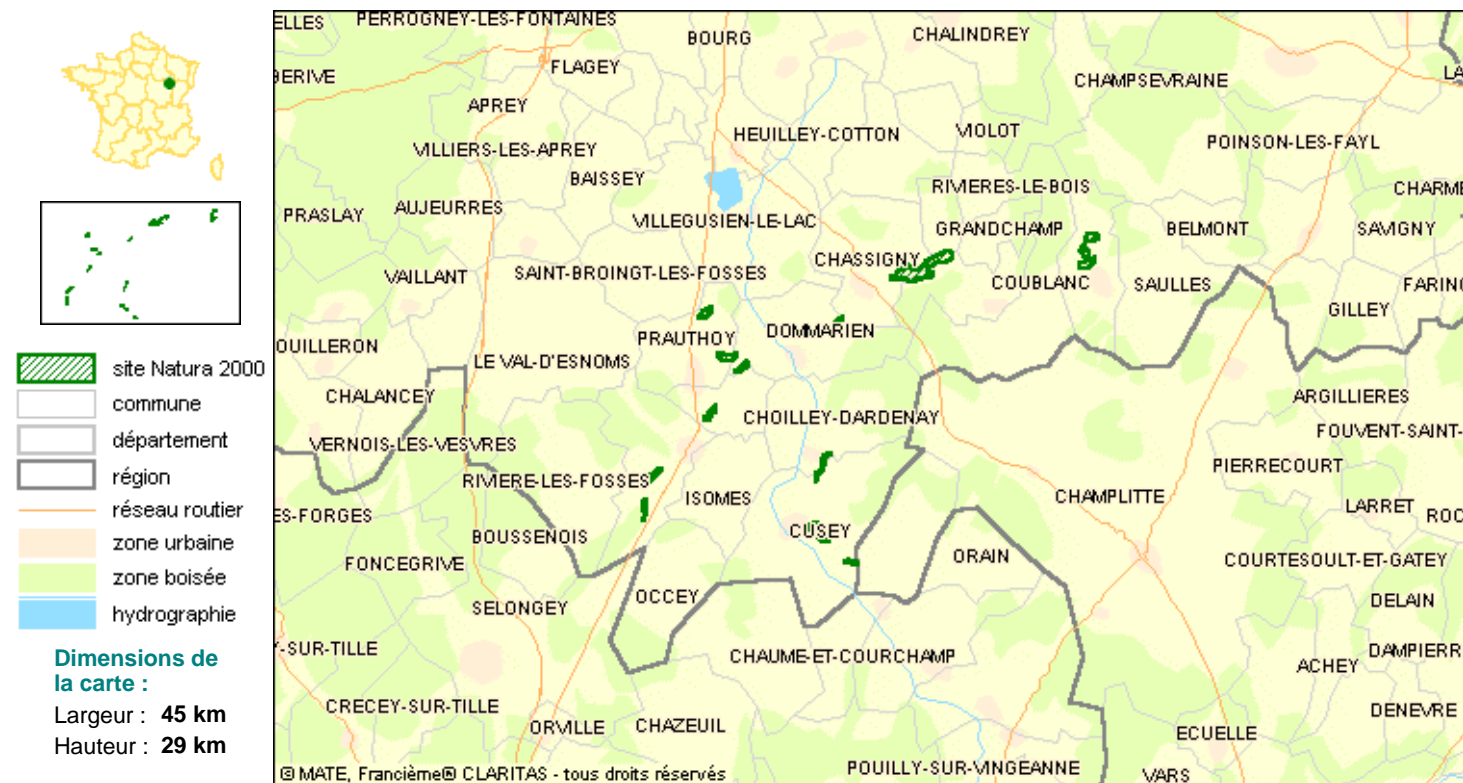 ELLES
PERROGNEY-LES-FONTAINES
BOURG
CHALINDREY
FLAGEY
BERIVE
CHAMPSEVRAINE
LA
APREY
HEUILLEY-COTTON
VIOLOT
POINSON-LES-FAYL
VILLIERS-LES-APREY
BAISSEY
RIVIERES-LE-BOIS
CHARME
PRASLAY
AUJEURRES
VILLEGUSIEN-LE-LAC
GRANDCHAMP
BELMONT
SAVIGNY
VAILLANT
SAINT-BROINGT-LES-FOSSES
CHASSIGNY
COUBLANC
SAULLES
FARINC
GILLEY
OUILLERON
PRAUTHOY
DOMMARIEN
LE VAL-D'ESNOMS
CHALANCEY
ARGILLIERES
CHOILLEY-DARDENAY
VERNOIS-LES-VESVRES
FOUVENT-SAINT-
PIERRECOURT
RIVIERE-LES-FOSSES
ISOMES
CHAMPLITTE
LARRET
ROC
ES-FORGES
BOUSSENOIS
CUSEY
FONCEGRIVE
ORAIN
COURTESOULT-ET-GATEY
SELONGEY
OCCEY
DELAIN
Y-SUR-TILLE
CHAUME-ET-COURCHAMP
DAMPIERR
ACHEY
CRECEY-SUR-TILLE
ORVILLE
CHAZEUIL
DENEVRE
ECUELLE
POUILLY-SUR-VINGEANNE
VARS
© MATE, Francième® CLARITAS - tous droits réservés
site Natura 2000
commune
département
région
réseau routier
zone urbaine
zone boisée
hydrographie
Dimensions de
la carte :
Largeur : 45 km
Hauteur : 29 km